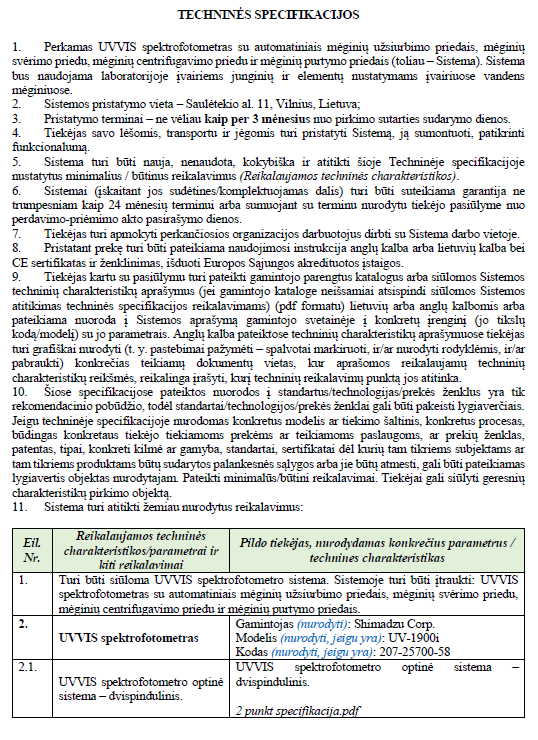 TECHNINĖS SPECIFIKACIJOS
1. Perkamas UVVIS spektrofotometras su automatiniais mėginių užsiurbimo priedais, mėginių
svėrimo priedu, mėginių centrifugavimo priedu ir mėginių purtymo priedais (toliau – Sistema). Sistema
bus naudojama laboratorijoje įvairiems junginių ir elementų nustatymams įvairiuose vandens
mėginiuose.
2. Sistemos pristatymo vieta – Saulėtekio al. 11, Vilnius, Lietuva;
3. Pristatymo terminai – ne vėliau kaip per 3 mėnesius nuo pirkimo sutarties sudarymo dienos.
4. Tiekėjas savo lėšomis, transportu ir jėgomis turi pristatyti Sistemą, ją sumontuoti, patikrinti
funkcionalumą.
5. Sistema turi būti nauja, nenaudota, kokybiška ir atitikti šioje Techninėje specifikacijoje
nustatytus minimalius / būtinus reikalavimus (Reikalaujamos techninės charakteristikos).
6. Sistemai (įskaitant jos sudėtines/komplektuojamas dalis) turi būti suteikiama garantija ne
trumpesniam kaip 24 mėnesių terminui arba sumuojant su terminu nurodytu tiekėjo pasiūlyme nuo
perdavimo-priėmimo akto pasirašymo dienos.
7. Tiekėjas turi apmokyti perkančiosios organizacijos darbuotojus dirbti su Sistema darbo vietoje.
8. Pristatant prekę turi būti pateikiama naudojimosi instrukcija anglų kalba arba lietuvių kalba bei
CE sertifikatas ir ženklinimas, išduoti Europos Sąjungos akredituotos įstaigos.
9. Tiekėjas kartu su pasiūlymu turi pateikti gamintojo parengtus katalogus arba siūlomos Sistemos
techninių charakteristikų aprašymus (jei gamintojo kataloge neišsamiai atsispindi siūlomos Sistemos
atitikimas techninės specifikacijos reikalavimams) (pdf formatu) lietuvių arba anglų kalbomis arba
pateikiama nuoroda į Sistemos aprašymą gamintojo svetainėje į konkretų įrenginį (jo tikslų
kodą/modelį) su jo parametrais. Anglų kalba pateiktose techninių charakteristikų aprašymuose tiekėjas
turi grafiškai nurodyti (t. y. pastebimai pažymėti – spalvotai markiruoti, ir/ar nurodyti rodyklėmis, ir/ar
pabraukti) konkrečias teikiamų dokumentų vietas, kur aprašomos reikalaujamų techninių
charakteristikų reikšmės, reikalinga įrašyti, kurį techninių reikalavimų punktą jos atitinka.
10. Šiose specifikacijose pateiktos nuorodos į standartus/technologijas/prekės ženklus yra tik
rekomendacinio pobūdžio, todėl standartai/technologijos/prekės ženklai gali būti pakeisti lygiaverčiais.
Jeigu techninėje specifikacijoje nurodomas konkretus modelis ar tiekimo šaltinis, konkretus procesas,
būdingas konkretaus tiekėjo tiekiamoms prekėms ar teikiamoms paslaugoms, ar prekių ženklas,
patentas, tipai, konkreti kilmė ar gamyba, standartai, sertifikatai dėl kurių tam tikriems subjektams ar
tam tikriems produktams būtų sudarytos palankesnės sąlygos arba jie būtų atmesti, gali būti pateikiamas
lygiavertis objektas nurodytajam. Pateikti minimalūs/būtini reikalavimai. Tiekėjai gali siūlyti geresnių
charakteristikų pirkimo objektą.
11. Sistema turi atitikti žemiau nurodytus reikalavimus:
Eil. Nr.
Reikalaujamos techninės
charakteristikos/parametrai ir
kiti reikalavimai
Pildo tiekėjas, nurodydamas konkrečius parametrus /
technines charakteristikas
1.
Turi būti siūloma UVVIS spektrofotometro sistema. Sistemoje turi būti įtraukti: UVVIS
spektrofotometras su automatiniais mėginių užsiurbimo priedais, mėginių svėrimo priedu,
mėginių centrifugavimo priedu ir mėginių purtymo priedais.
2.
UVVIS spektrofotometras
Gamintojas (nurodyti): Shimadzu Corp.
Modelis (nurodyti, jeigu yra): UV-1900i
Kodas (nurodyti, jeigu yra): 207-25700-58
2.1.
UVVIS spektrofotometro optinė
sistema – dvispindulinis.
UVVIS spektrofotometro optinė sistema –
dvispindulinis.
2 punkt specifikacija.pdf